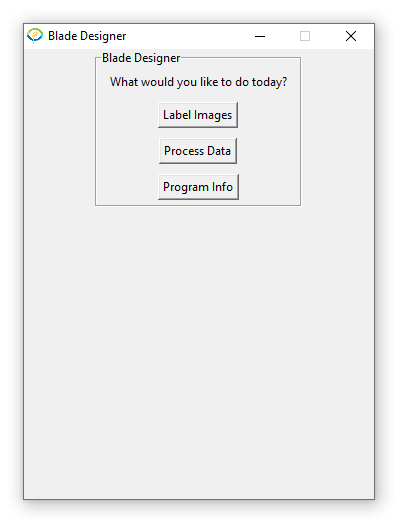 Blade Designer
Blade Designer
What would you like to do today?
Label Images
Process Data
Program Info